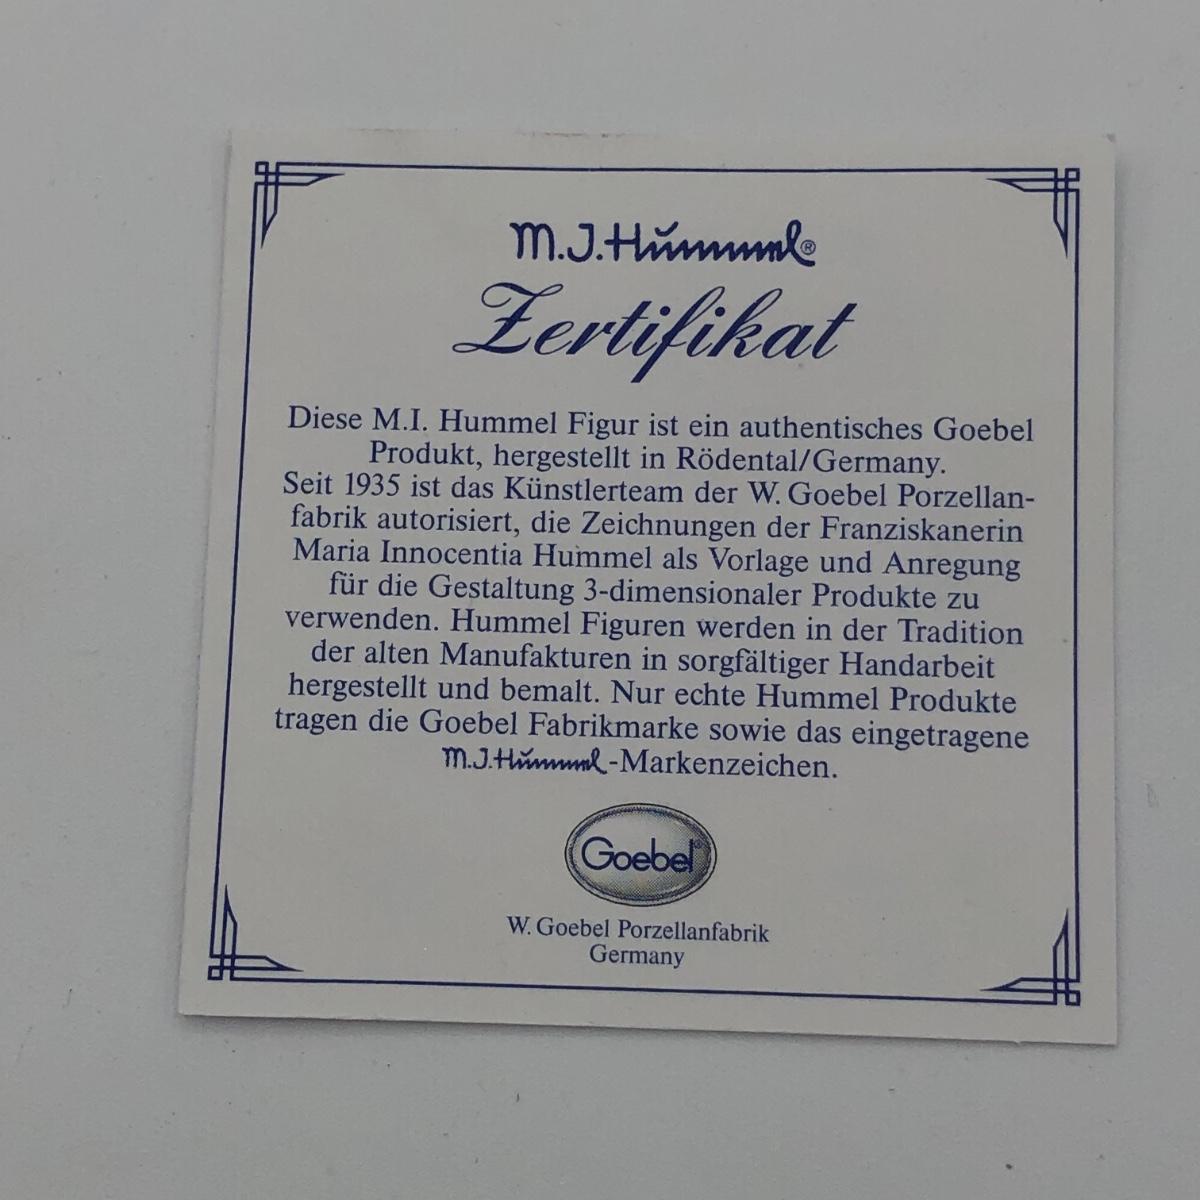 M.J.Hummel®
Zertifikat
Diese M.I. Hummel Figur ist ein authentisches Goebel
Produkt, hergestellt in Rödental/Germany.
Seit 1935 ist das Künstlerteam der W. Goebel Porzellan-
fabrik autorisiert, die Zeichnungen der Franziskanerin
Maria Innocentia Hummel als Vorlage und Anregung
für die Gestaltung 3-dimensionaler Produkte zu
verwenden. Hummel Figuren werden in der Tradition
der alten Manufakturen in sorgfältiger Handarbeit
hergestellt und bemalt. Nur echte Hummel Produkte
tragen die Goebel Fabrikmarke sowie das eingetragene
M.J.Hummel-Markenzeichen.
Goebel®
W. Goebel Porzellanfabrik
Germany